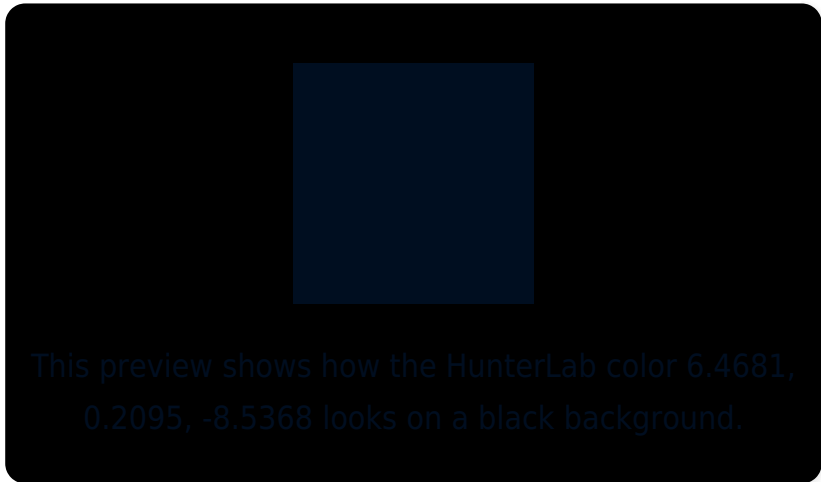 This preview shows how the HunterLab color 6.4681,
0.2095, -8.5368 looks on a black background.